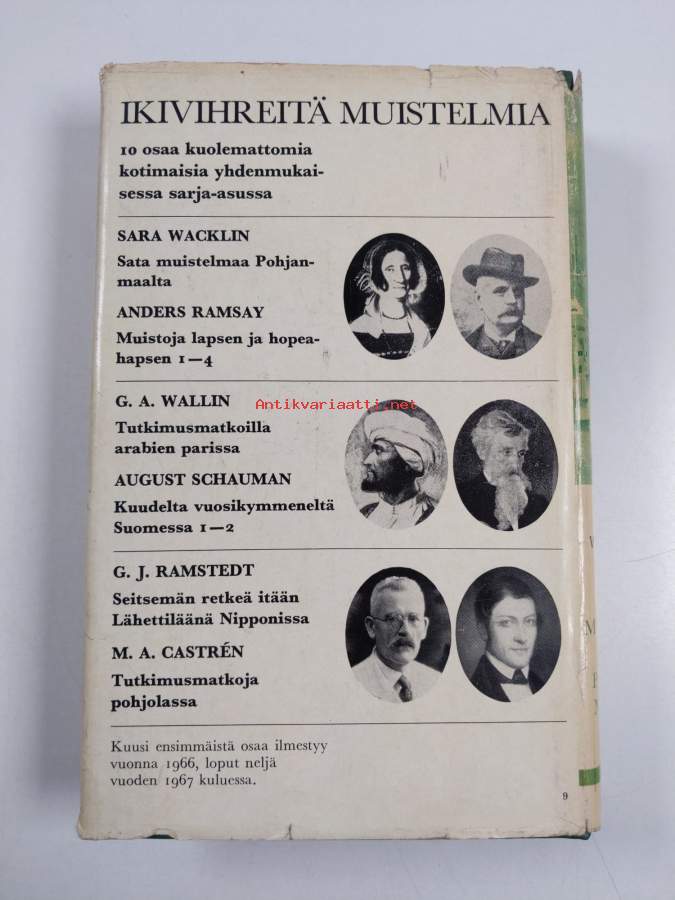 IKIVIHREITÄ MUISTELMIA
10 osaa kuolemattomia
kotimaisia yhdenmukai-
sessa sarja-asussa
SARA WACKLIN
Sata muistelmaa Pohjan-
maalta
ANDERS RAMSAY
Muistoja lapsen ja hopea-
hapsen 1—4
G. A. WALLIN
Tutkimusmatkoilla
arabien parissa
AUGUST SCHAUMAN
Kuudelta vuosikymmeneltä
Suomessa 1—2
Antikvariaatti.net
G. J. RAMSTEDT
Seitsemän retkeä itään
Lähettiläänä Nipponissa
M. A. CASTRÉN
Tutkimusmatkoja
pohjolassa
Kuusi ensimmäistä osaa ilmestyy
vuonna 1966, loput neljä
vuoden 1967 kuluessa.
9